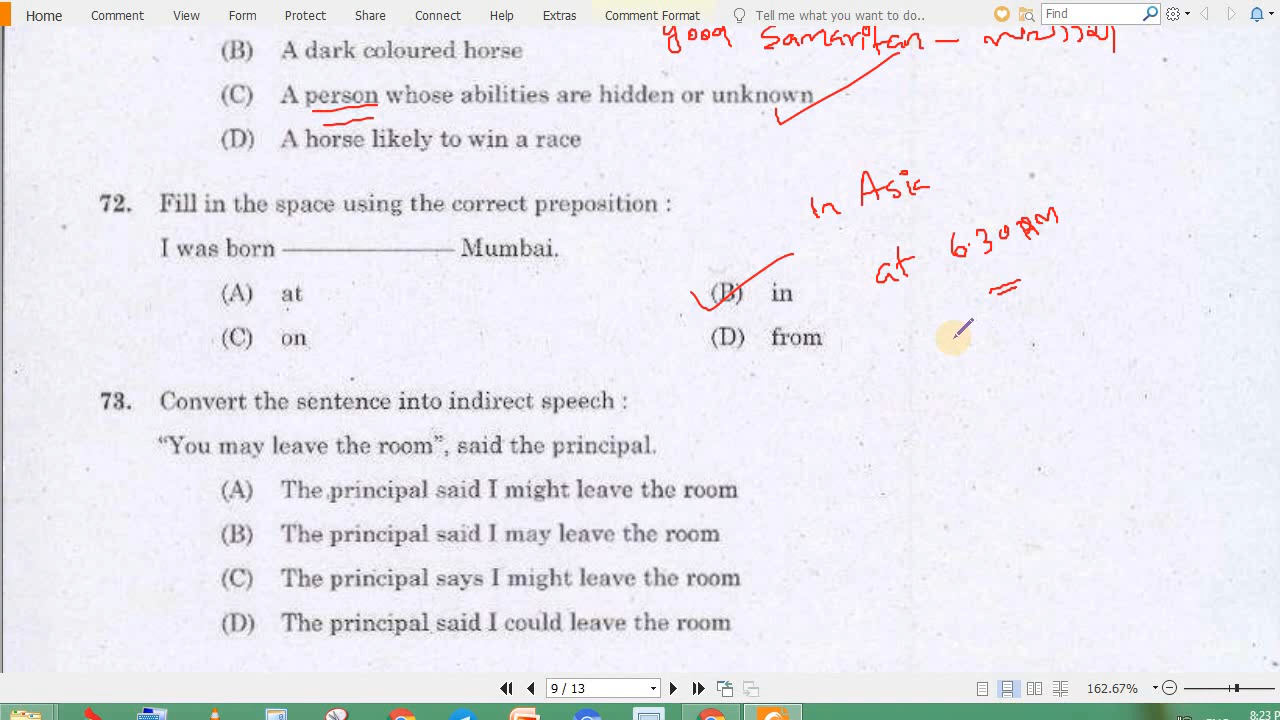 Home Comment View Form Protect Share Connect Help Extras Comment Format Tell me what you want to do.. Find
good Samaritan –
(B) A dark coloured horse
(C) A person whose abilities are hidden or unknown
(D) A horse likely to win a race
in Asia
72. Fill in the space using the correct preposition :
at 6.30 AM
I was born ———————— Mumbai.
(A) at (B) in
(C) on (D) from
73. Convert the sentence into indirect speech :
“You may leave the room”, said the principal.
(A) The principal said I might leave the room
(B) The principal said I may leave the room
(C) The principal says I might leave the room
(D) The principal said I could leave the room
9 / 13 162.67%
8:23